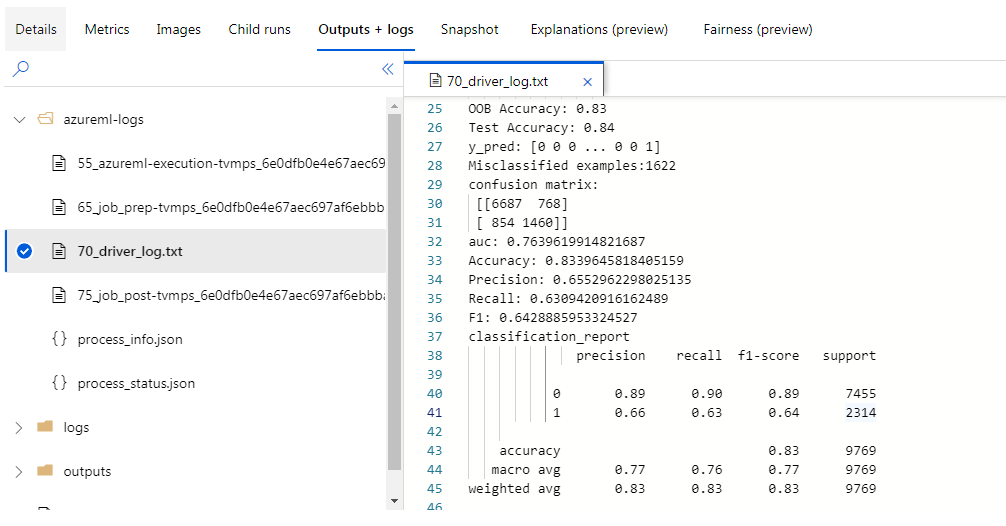 Details Metrics Images Child runs Outputs + logs Snapshot Explanations (preview) Fairness (preview)
azureml-logs
55_azureml-execution-tvmps_6e0dfb0e4e67aec69
65_job_prep-tvmps_6e0dfb0e4e67aec697af6ebbb
70_driver_log.txt
75_job_post-tvmps_6e0dfb0e4e67aec697af6ebbba
process_info.json
process_status.json
logs
outputs
70_driver_log.txt
25 OOB Accuracy: 0.83
26 Test Accuracy: 0.84
27 y_pred: [0 0 0 ... 0 0 1]
28 Misclassified examples:1622
29 confusion matrix:
30 [[6687 768]
31 [ 854 1460]]
32 auc: 0.7639619914821687
33 Accuracy: 0.8339645818405159
34 Precision: 0.6552962298025135
35 Recall: 0.6309420916162489
36 F1: 0.6428885953324527
37 classification_report
38 precision recall f1-score support
39
40 0 0.89 0.90 0.89 7455
41 1 0.66 0.63 0.64 2314
42
43 accuracy 0.83 9769
44 macro avg 0.77 0.76 0.77 9769
45 weighted avg 0.83 0.83 0.83 9769
46